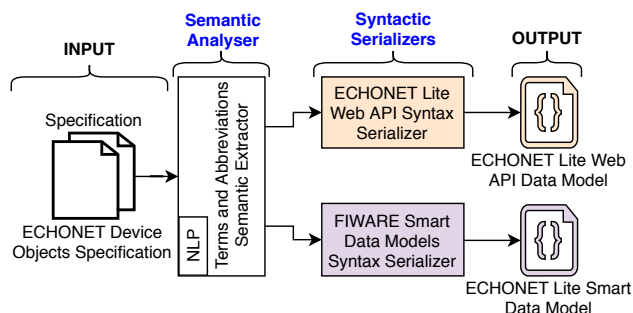 INPUT
Semantic
Analyser
Syntactic
Serializers
OUTPUT
Specification
ECHONET Device
Objects Specification
NLP
Terms and Abbreviations
Semantic Extractor
ECHONET Lite
Web API Syntax
Serializer
FIWARE Smart
Data Models
Syntax Serializer
{}
ECHONET Lite Web
API Data Model
{}
ECHONET Lite Smart
Data Model